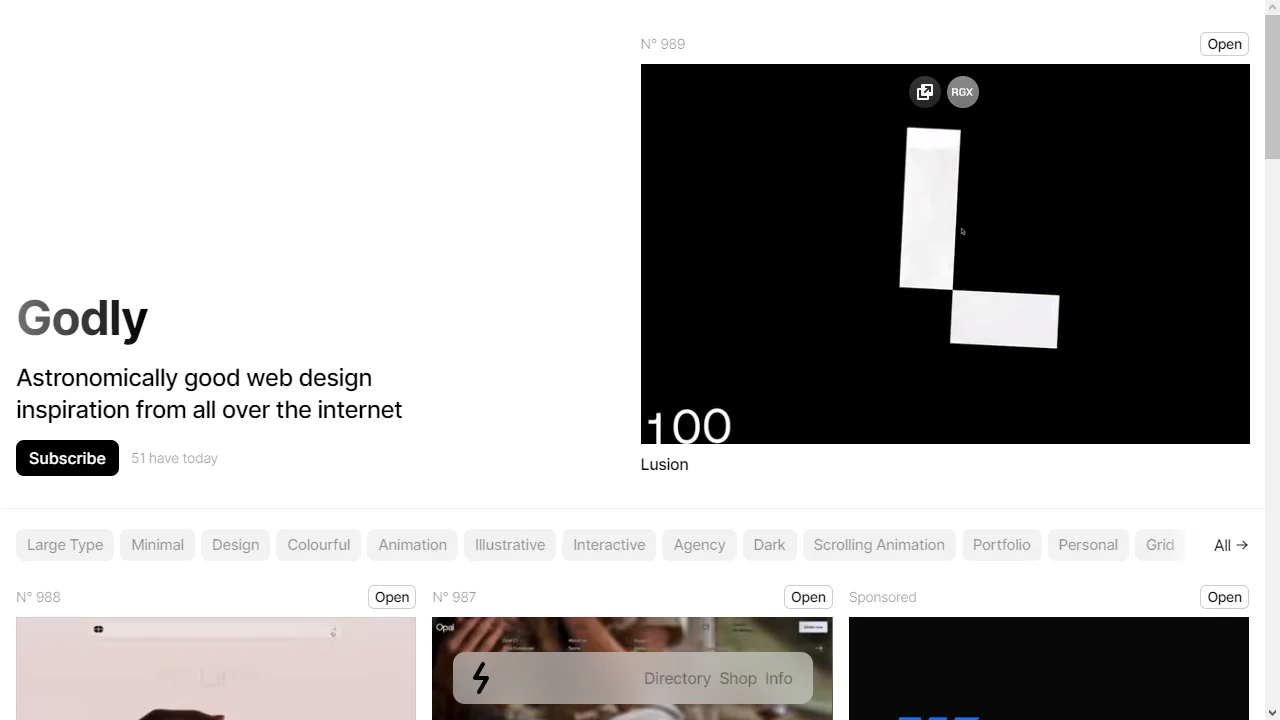 N° 989
Open
RGX
100
Lusion
Godly
Astronomically good web design
inspiration from all over the internet
Subscribe
51 have today
Large Type
Minimal
Design
Colourful
Animation
Illustrative
Interactive
Agency
Dark
Scrolling Animation
Portfolio
Personal
Grid
All →
N° 988
Open
N° 987
Open
Sponsored
Open
Opal
Directory
Shop
Info